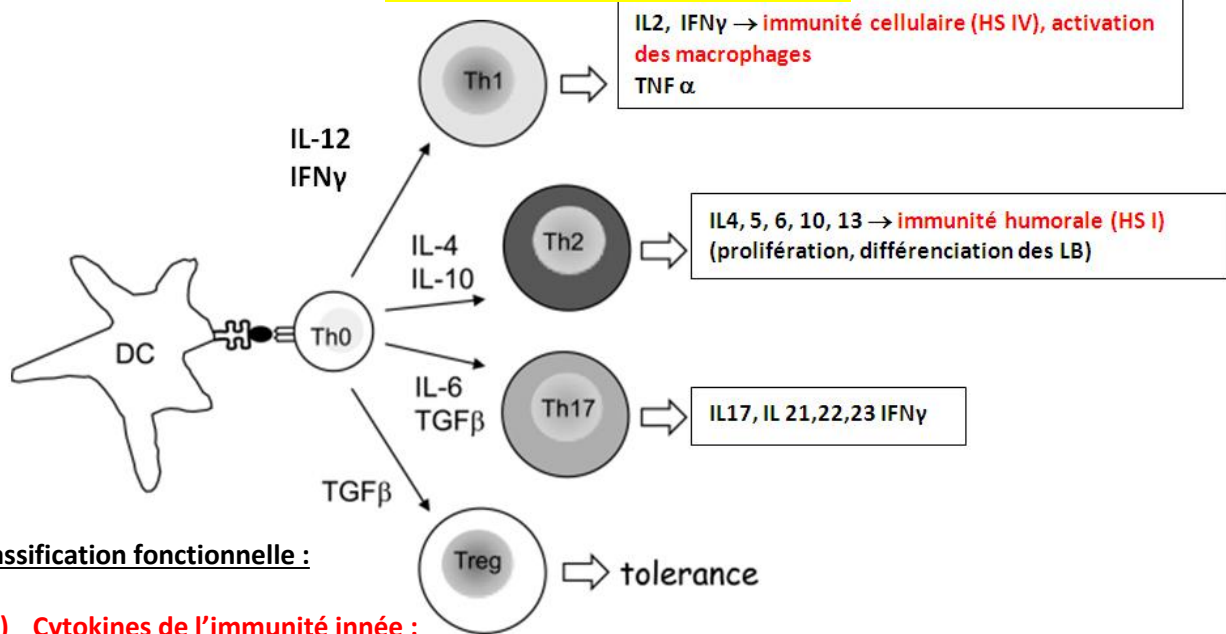 IL2, IFNγ → immunité cellulaire (HS IV), activation
des macrophages
TNF α
Th1
IL-12
IFNγ
IL4, 5, 6, 10, 13 → immunité humorale (HS I)
(prolifération, différenciation des LB)
Th2
IL-4
IL-10
DC
Th0
IL-6
TGFβ
Th17
IL17, IL 21,22,23 IFNγ
TGFβ
Treg
tolerance
assification fonctionnelle :
) Cytokines de l'immunité innée :